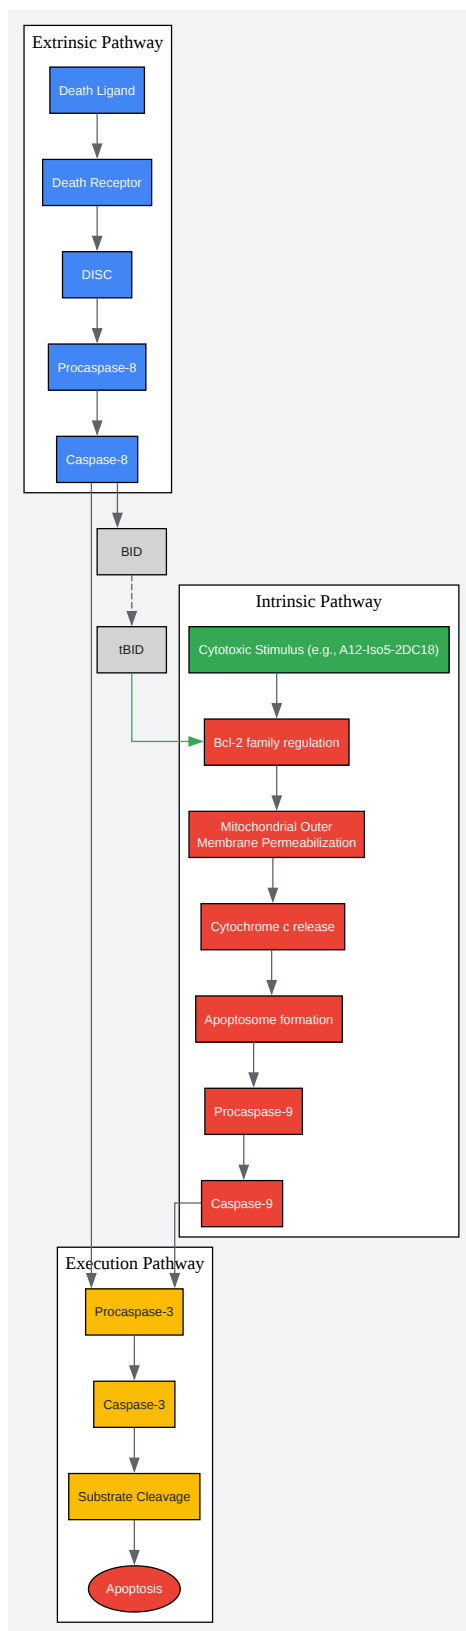 Extrinsic Pathway
Death Ligand
Death Receptor
DISC
Procaspase-8
Caspase-8
BID
tBID
Intrinsic Pathway
Cytotoxic Stimulus (e.g., A12-Iso5-2DC18)
Bcl-2 family regulation
Mitochondrial Outer
Membrane Permeabilization
Cytochrome c release
Apoptosome formation
Procaspase-9
Caspase-9
Execution Pathway
Procaspase-3
Caspase-3
Substrate Cleavage
Apoptosis